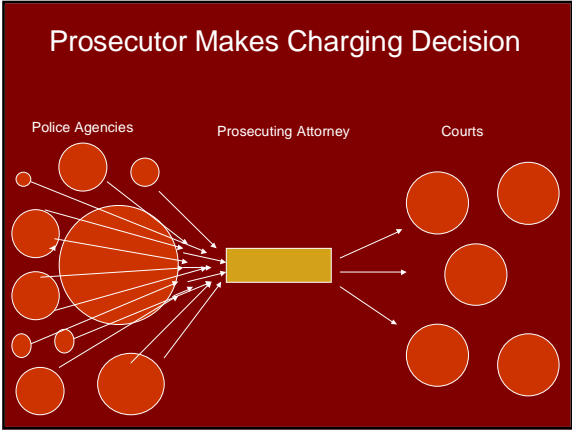 Prosecutor Makes Charging Decision
Police Agencies
Prosecuting Attorney
Courts